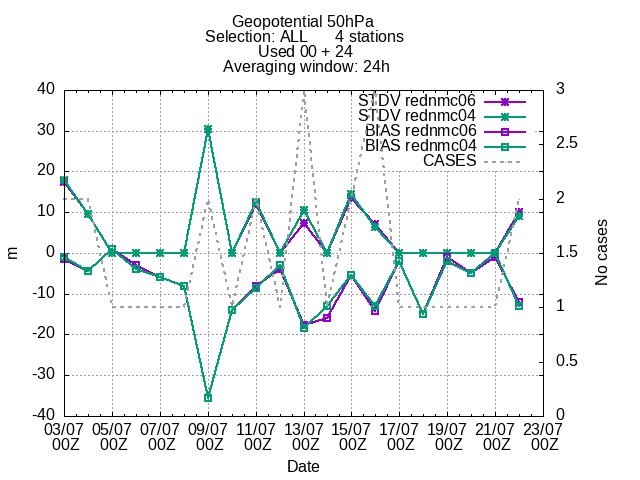 Geopotential 50hPa
Selection: ALL 4 stations
Used 00 + 24
Averaging window: 24h
STDV rednmc06
STDV rednmc04
BIAS rednmc06
BIAS rednmc04
CASES
40
30
20
10
0
-10
-20
-30
-40
m
3
2.5
2
1.5
1
0.5
0
No cases
03/07 05/07 07/07 09/07 11/07 13/07 15/07 17/07 19/07 21/07 23/07
00Z 00Z 00Z 00Z 00Z 00Z 00Z 00Z 00Z 00Z 00Z
Date